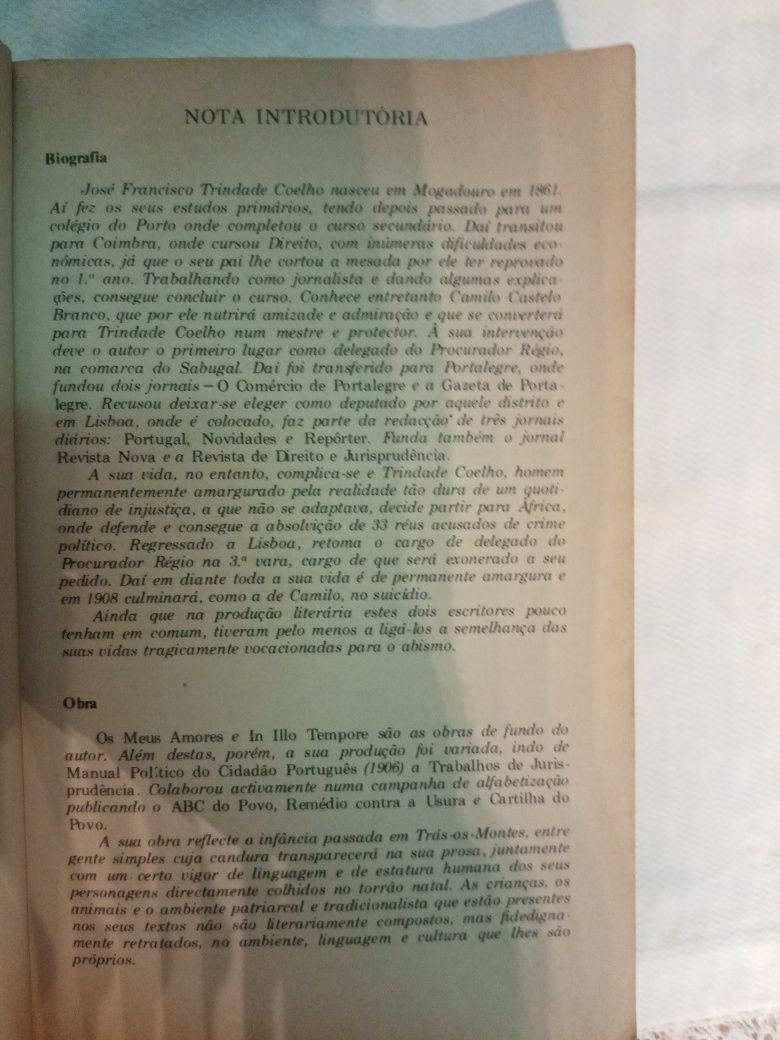 NOTA INTRODUTÓRIA
Biografia
José Francisco Trindade Coelho nasceu em Mogadouro em 1861.
Aí fez os seus estudos primários, tendo depois passado para um
colégio do Porto onde completou o curso secundário. Daí transitou
para Coimbra, onde cursou Direito, com inúmeras dificuldades eco-
nómicas, já que o seu pai lhe cortou a mesada por ele ter reprovado
no 1.º ano. Trabalhando como jornalista e dando algumas explica-
ções, consegue concluir o curso. Conhece entretanto Camilo Castelo
Branco, que por ele nutrirá amizade e admiração e que se converterá
para Trindade Coelho num mestre e protector. À sua intervenção
deve o autor o primeiro lugar como delegado do Procurador Régio,
na comarca do Sabugal. Daí foi transferido para Portalegre, onde
fundou dois jornais — O Comércio de Portalegre e a Gazeta de Porta-
legre. Recusou deixar-se eleger como deputado por aquele distrito e
em Lisboa, onde é colocado, faz parte da redacção de três jornais
diários: Portugal, Novidades e Repórter. Funda também o jornal
Revista Nova e a Revista de Direito e Jurisprudência.
A sua vida, no entanto, complica-se e Trindade Coelho, homem
permanentemente amargurado pela realidade tão dura de um quoti-
diano de injustiça, a que não se adaptava, decide partir para África,
onde defende e consegue a absolvição de 33 réus acusados de crime
político. Regressado a Lisboa, retoma o cargo de delegado do
Procurador Régio na 3.ª vara, cargo de que será exonerado a seu
pedido. Daí em diante toda a sua vida é de permanente amargura e
em 1908 culminará, como a de Camilo, no suicídio.
Ainda que na produção literária estes dois escritores pouco
tenham em comum, tiveram pelo menos a ligá-los a semelhança das
suas vidas tragicamente vocacionadas para o abismo.
Obra
Os Meus Amores e In Illo Tempore são as obras de fundo do
autor. Além destas, porém, a sua produção foi variada, indo de
Manual Político do Cidadão Português (1906) a Trabalhos de Juris-
prudência. Colaborou activamente numa campanha de alfabetização
publicando o ABC do Povo, Remédio contra a Usura e Cartilha do
Povo.
A sua obra reflecte a infância passada em Trás-os-Montes, entre
gente simples cuja candura transparecerá na sua prosa, juntamente
com um certo vigor de linguagem e de estatura humana dos seus
personagens directamente colhidos no torrão natal. As crianças, os
animais e o ambiente patriarcal e tradicionalista que estão presentes
nos seus textos não são literariamente compostos, mas fidedigna-
mente retratados, no ambiente, linguagem e cultura que lhes são
próprios.